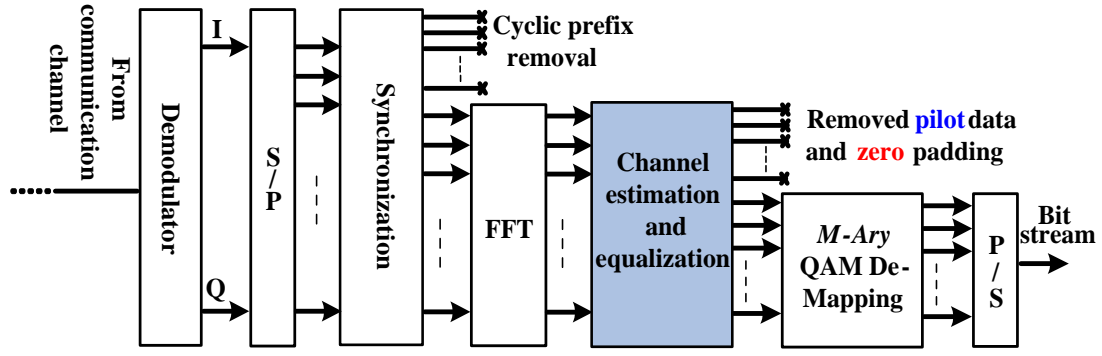 From
communication
channel
Demodulator
I
Q
S
/
P
Synchronization
Cyclic prefix
removal
FFT
Channel
estimation
and
equalization
Removed pilot data
and zero padding
M-Ary
QAM De-
Mapping
P
/
S
Bit
stream